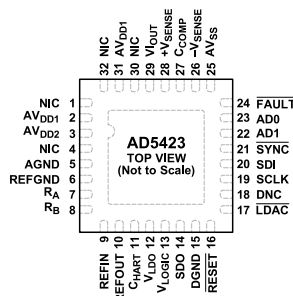 32 NIC
31 AVDD1
30 NIC
29 VIOUT
28 +VSENSE
27 CCOMP
26 –VSENSE
25 AVSS
NIC 1
AVDD1 2
AVDD2 3
NIC 4
AGND 5
REFGND 6
RA 7
RB 8
AD5423
TOP VIEW
(Not to Scale)
24 FAULT
23 AD0
22 AD1
21 SYNC
20 SDI
19 SCLK
18 DNC
17 LDAC
REFIN 9
REFOUT 10
CHART 11
VLDO 12
VLOGIC 13
SDO 14
DGND 15
RESET 16